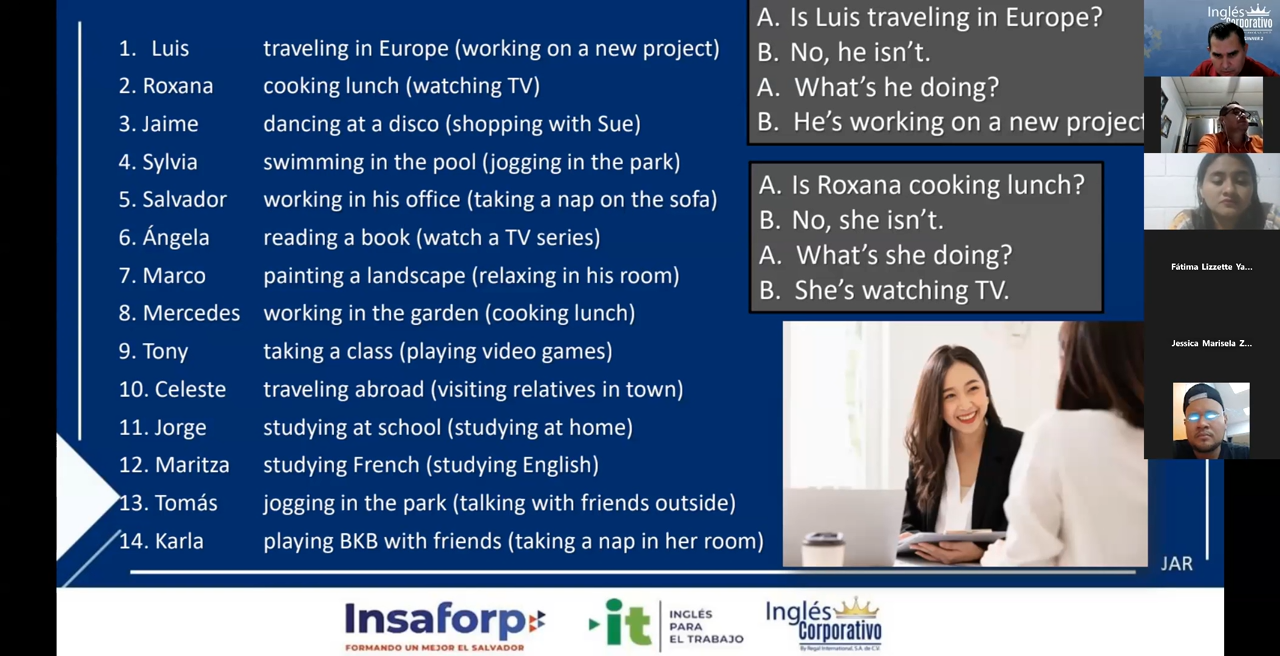 1. Luis traveling in Europe (working on a new project)
2. Roxana cooking lunch (watching TV)
3. Jaime dancing at a disco (shopping with Sue)
4. Sylvia swimming in the pool (jogging in the park)
5. Salvador working in his office (taking a nap on the sofa)
6. Ángela reading a book (watch a TV series)
7. Marco painting a landscape (relaxing in his room)
8. Mercedes working in the garden (cooking lunch)
9. Tony taking a class (playing video games)
10. Celeste traveling abroad (visiting relatives in town)
11. Jorge studying at school (studying at home)
12. Maritza studying French (studying English)
13. Tomás jogging in the park (talking with friends outside)
14. Karla playing BKB with friends (taking a nap in her room)
A. Is Luis traveling in Europe?
B. No, he isn't.
A. What's he doing?
B. He's working on a new project
A. Is Roxana cooking lunch?
B. No, she isn't.
A. What's she doing?
B. She's watching TV.
JAR
Inglés
Corporativo
Fátima Lizzette Ya...
Jessica Marisela Z...
Insaforp
FORMANDO UN MEJOR EL SALVADOR
it
INGLÉS
PARA
EL TRABAJO
Inglés
Corporativo
By Regal International, S.A. de C.V.